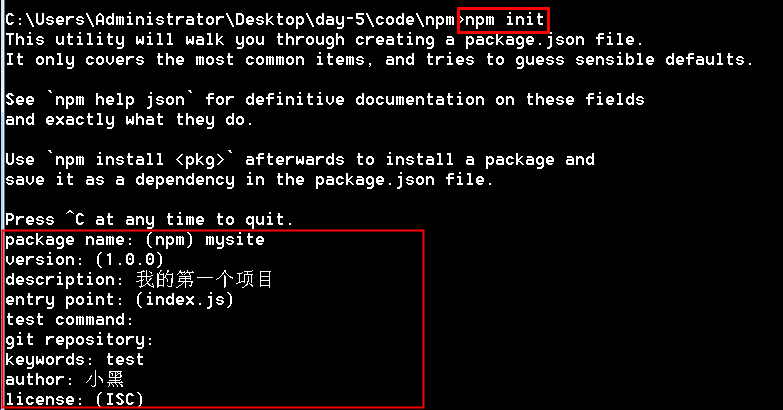 C:\Users\Administrator\Desktop\day-5\code\npm>npm init
This utility will walk you through creating a package.json file.
It only covers the most common items, and tries to guess sensible defaults.
See `npm help json` for definitive documentation on these fields
and exactly what they do.
Use `npm install <pkg>` afterwards to install a package and
save it as a dependency in the package.json file.
Press ^C at any time to quit.
package name: (npm) mysite
version: (1.0.0)
description: 我的第一个项目
entry point: (index.js)
test command:
git repository:
keywords: test
author: 小黑
license: (ISC)